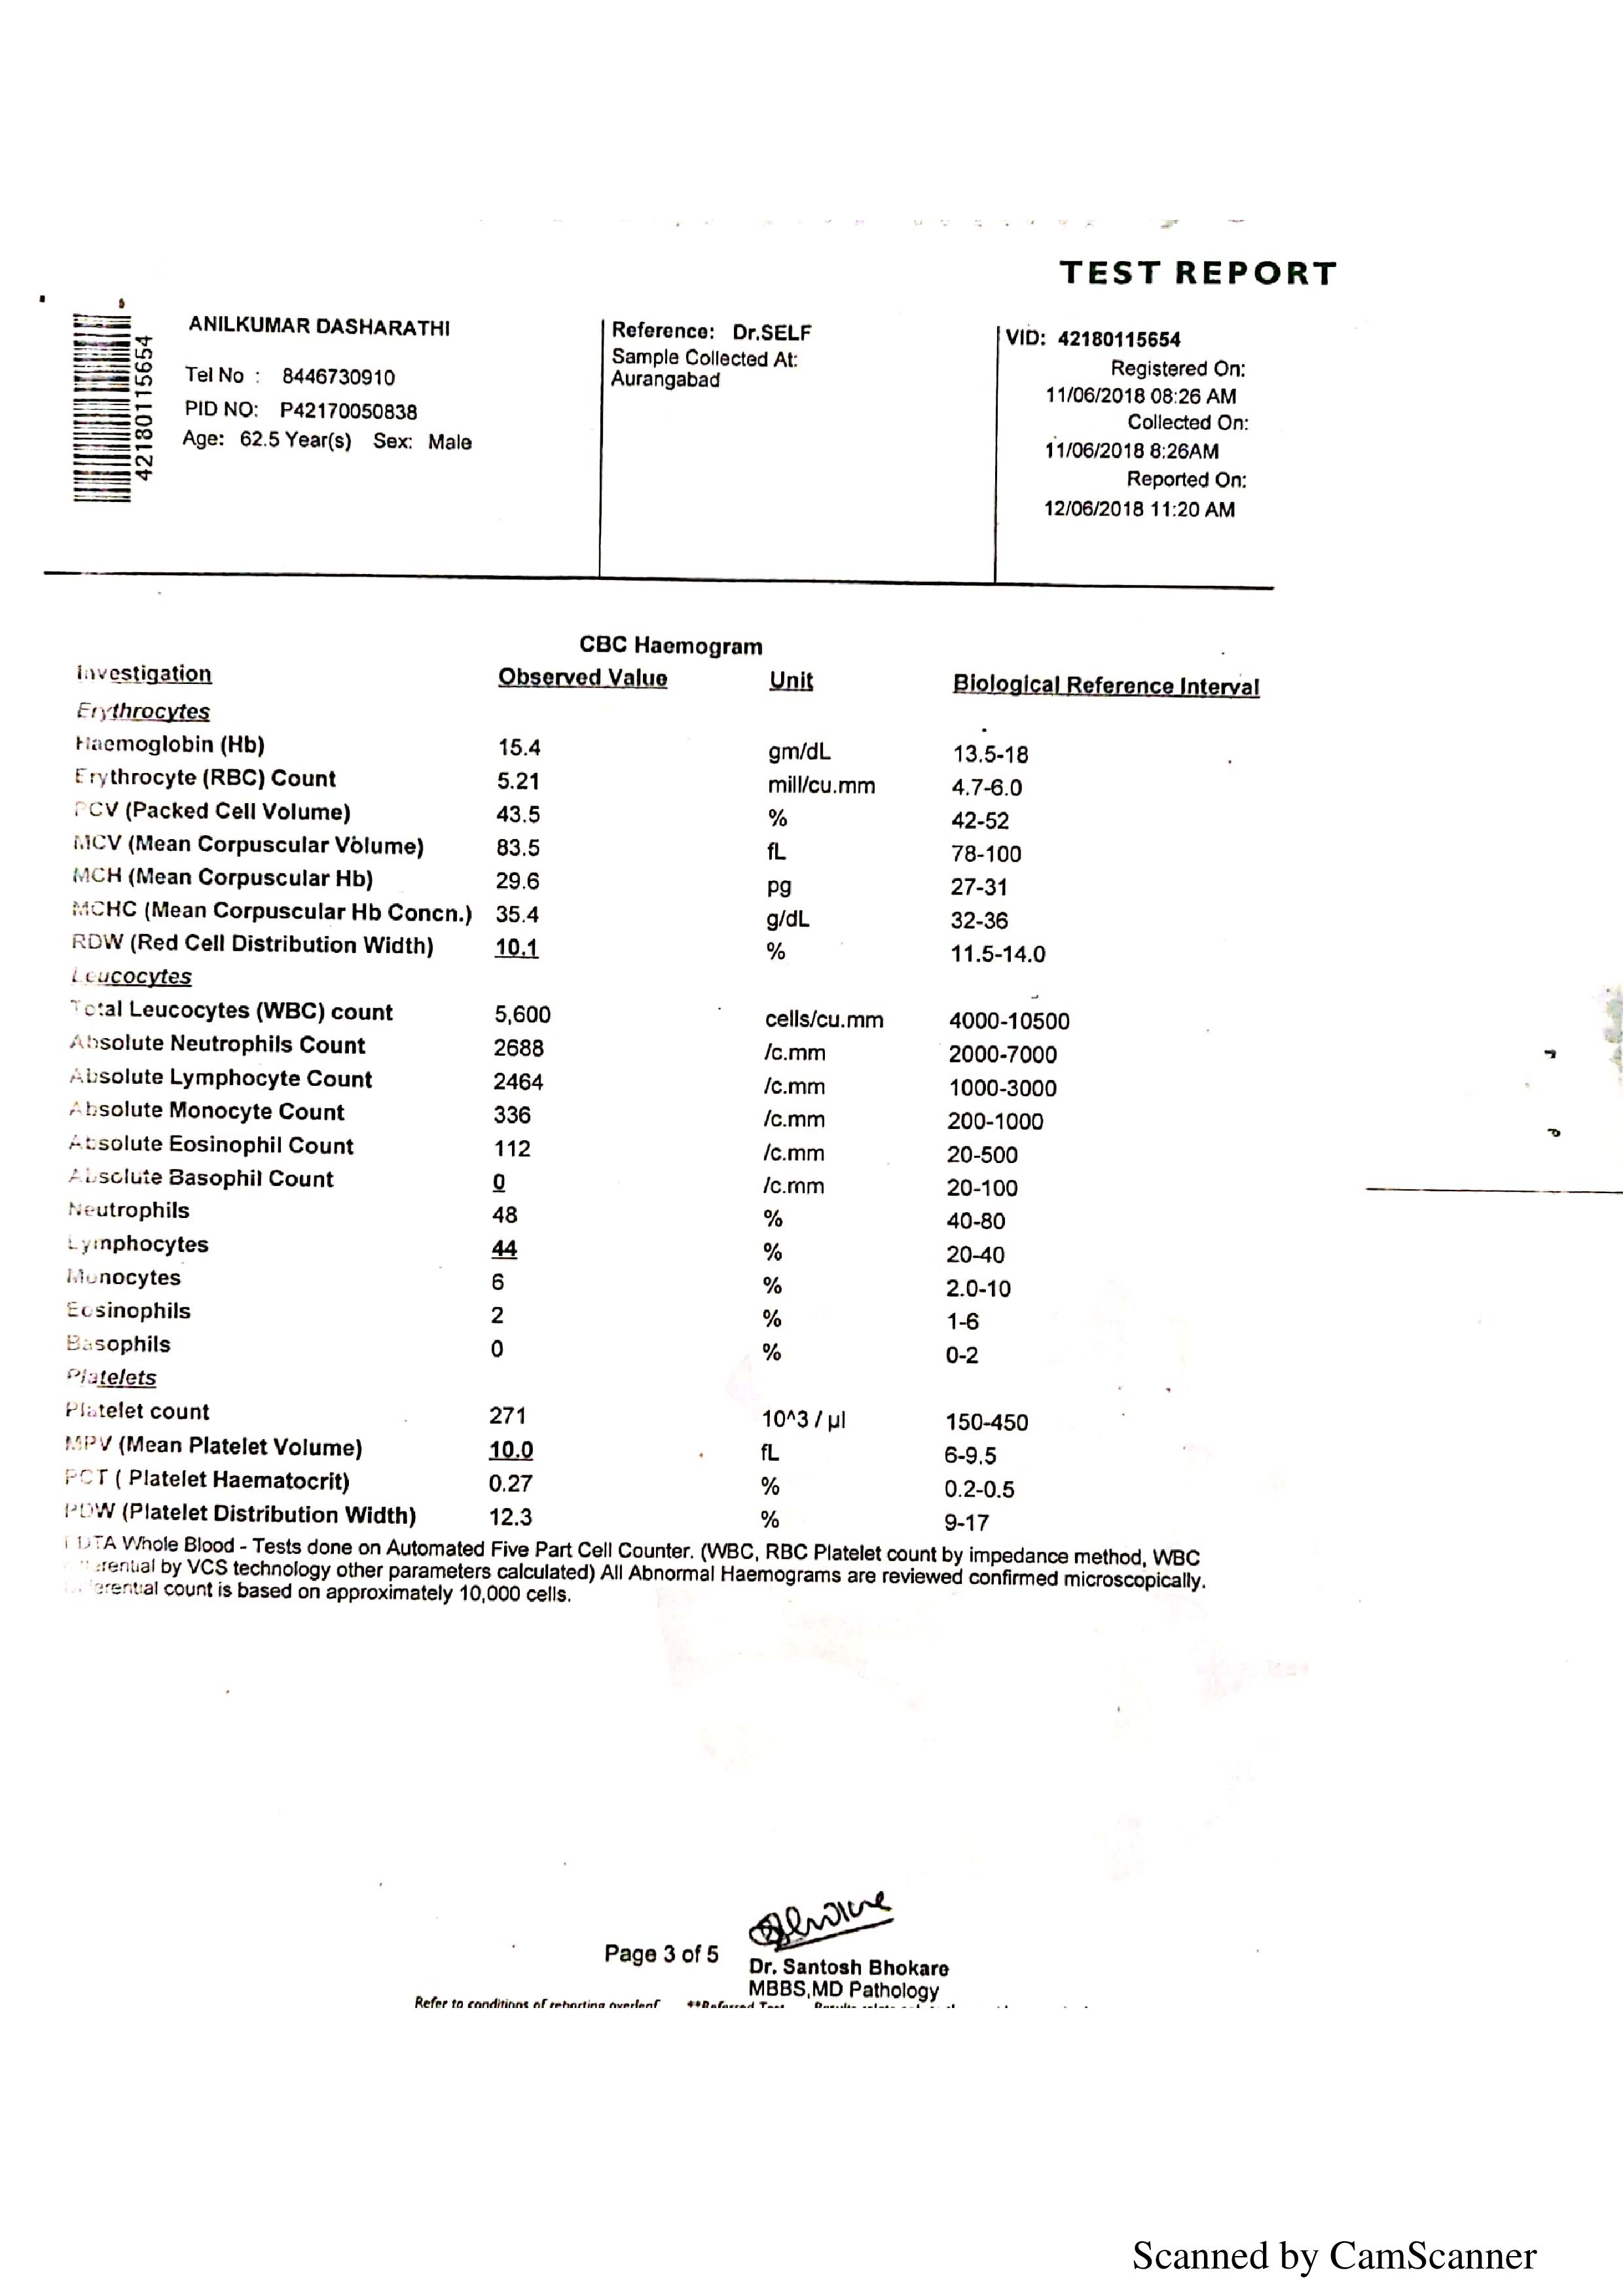 TEST REPORT
ANILKUMAR DASHARATHI
Tel No : 8446730910
PID NO: P42170050838
Age: 62.5 Year(s) Sex: Male
42180115654
Reference: Dr.SELF
Sample Collected At:
Aurangabad
VID: 42180115654
Registered On:
11/06/2018 08:26 AM
Collected On:
11/06/2018 8:26AM
Reported On:
12/06/2018 11:20 AM
CBC Haemogram
Investigation Observed Value Unit Biological Reference Interval
Erythrocytes
Haemoglobin (Hb) 15.4 gm/dL 13.5-18
Erythrocyte (RBC) Count 5.21 mill/cu.mm 4.7-6.0
PCV (Packed Cell Volume) 43.5 % 42-52
MCV (Mean Corpuscular Volume) 83.5 fL 78-100
MCH (Mean Corpuscular Hb) 29.6 pg 27-31
MCHC (Mean Corpuscular Hb Concn.) 35.4 g/dL 32-36
RDW (Red Cell Distribution Width) 10.1 % 11.5-14.0
Leucocytes
Total Leucocytes (WBC) count 5,600 cells/cu.mm 4000-10500
Absolute Neutrophils Count 2688 /c.mm 2000-7000
Absolute Lymphocyte Count 2464 /c.mm 1000-3000
Absolute Monocyte Count 336 /c.mm 200-1000
Absolute Eosinophil Count 112 /c.mm 20-500
Absolute Basophil Count 0 /c.mm 20-100
Neutrophils 48 % 40-80
Lymphocytes 44 % 20-40
Monocytes 6 % 2.0-10
Eosinophils 2 % 1-6
Basophils 0 % 0-2
Platelets
Platelet count 271 10^3 / µl 150-450
MPV (Mean Platelet Volume) 10.0 fL 6-9.5
PCT ( Platelet Haematocrit) 0.27 % 0.2-0.5
PDW (Platelet Distribution Width) 12.3 % 9-17
EDTA Whole Blood - Tests done on Automated Five Part Cell Counter. (WBC, RBC Platelet count by impedance method, WBC
differential by VCS technology other parameters calculated) All Abnormal Haemograms are reviewed confirmed microscopically.
differential count is based on approximately 10,000 cells.
Page 3 of 5
Dr. Santosh Bhokare
MBBS,MD Pathology
Refer to conditions of reporting overleaf **Referred Test
Scanned by CamScanner